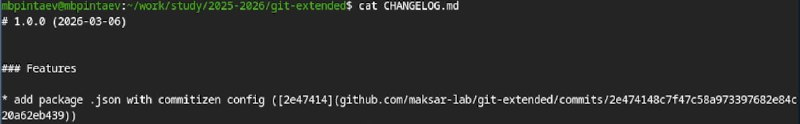 mbpintaev@mbpintaev:~/work/study/2025-2026/git-extended$ cat CHANGELOG.md
# 1.0.0 (2026-03-06)
### Features
* add package .json with commitizen config ([2e47414](github.com/maksar-lab/git-extended/commits/2e474148c7f47c58a973397682e84c
20a62eb439))